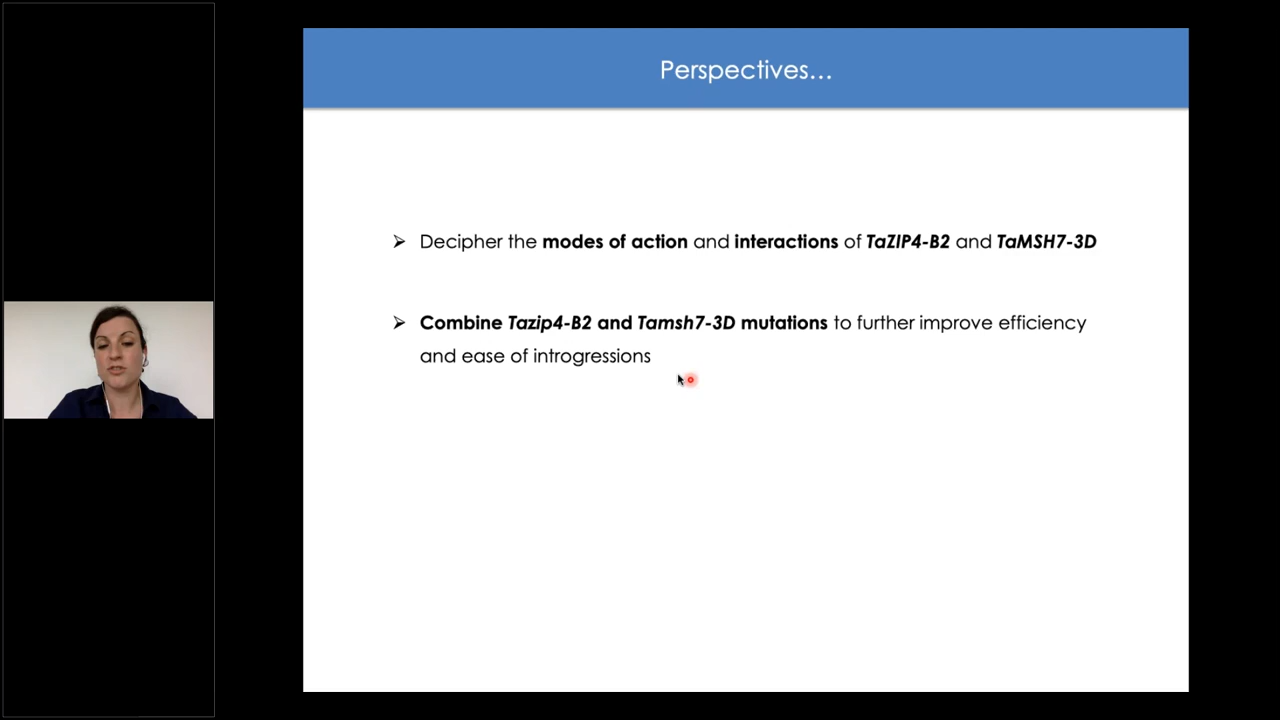 Perspectives…
➢ Decipher the modes of action and interactions of TaZIP4-B2 and TaMSH7-3D
➢ Combine Tazip4-B2 and Tamsh7-3D mutations to further improve efficiency
and ease of introgressions